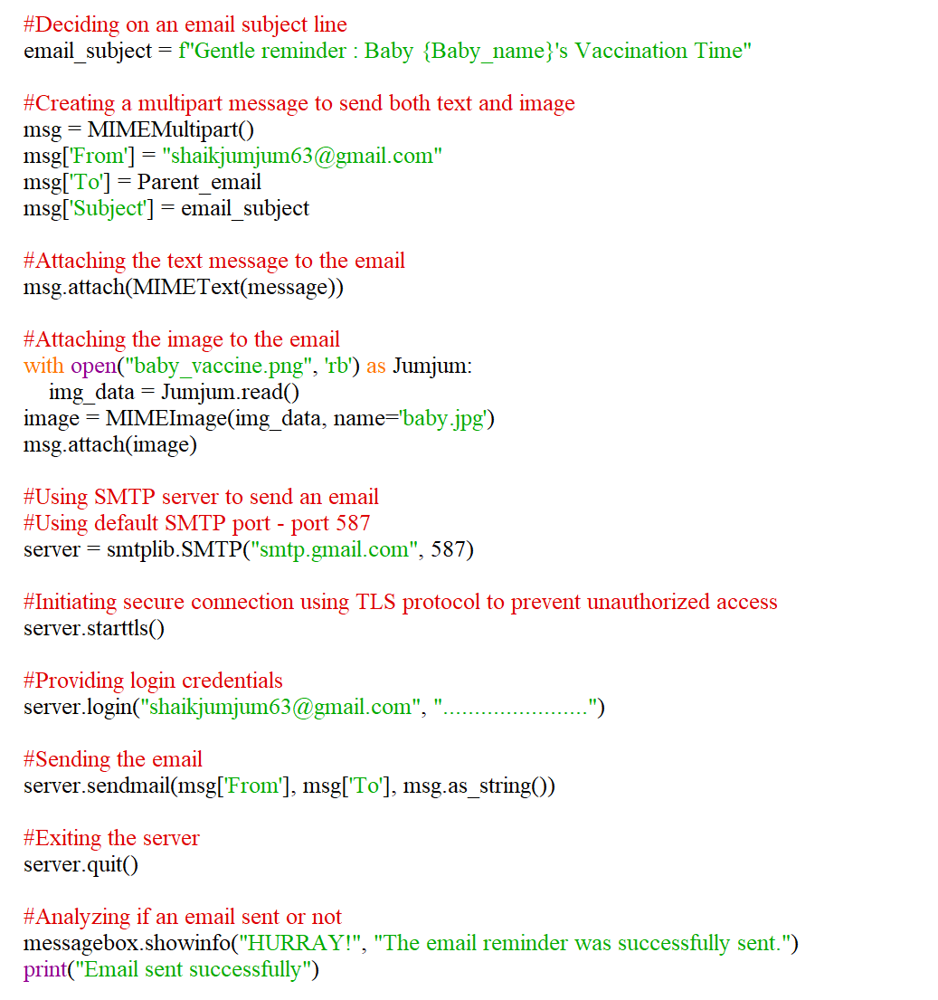 #Deciding on an email subject line
email_subject = f"Gentle reminder : Baby {Baby_name}'s Vaccination Time"
#Creating a multipart message to send both text and image
msg = MIMEMultipart()
msg['From'] = "shaikjumjum63@gmail.com"
msg['To'] = Parent_email
msg['Subject'] = email_subject
#Attaching the text message to the email
msg.attach(MIMEText(message))
#Attaching the image to the email
with open("baby_vaccine.png", 'rb') as Jumjum:
    img_data = Jumjum.read()
image = MIMEImage(img_data, name='baby.jpg')
msg.attach(image)
#Using SMTP server to send an email
#Using default SMTP port - port 587
server = smtplib.SMTP("smtp.gmail.com", 587)
#Initiating secure connection using TLS protocol to prevent unauthorized access
server.starttls()
#Providing login credentials
server.login("shaikjumjum63@gmail.com", ".......................")
#Sending the email
server.sendmail(msg['From'], msg['To'], msg.as_string())
#Exiting the server
server.quit()
#Analyzing if an email sent or not
messagebox.showinfo("HURRAY!", "The email reminder was successfully sent.")
print("Email sent successfully")